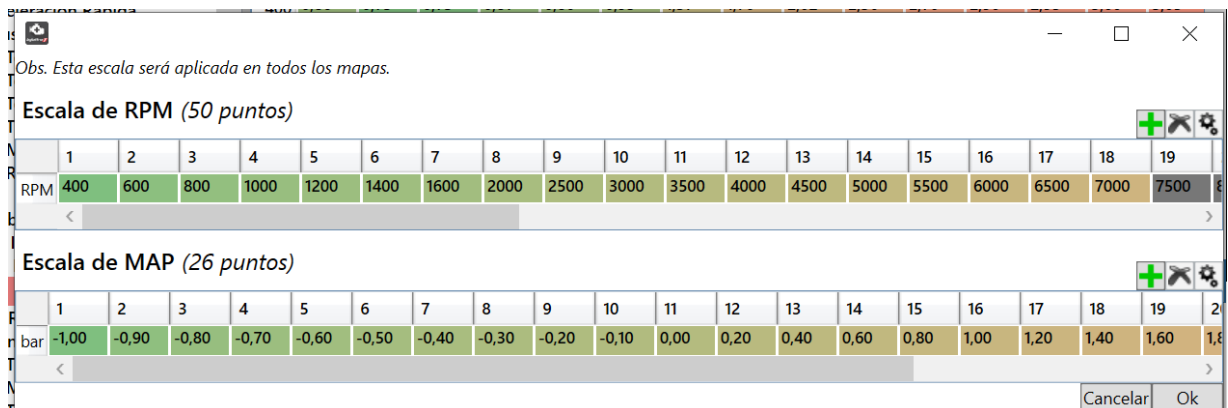 eleración Rápida
Obs. Esta escala será aplicada en todos los mapas.
Escala de RPM (50 puntos)
1 2 3 4 5 6 7 8 9 10 11 12 13 14 15 16 17 18 19
RPM 400 600 800 1000 1200 1400 1600 2000 2500 3000 3500 4000 4500 5000 5500 6000 6500 7000 7500
Escala de MAP (26 puntos)
1 2 3 4 5 6 7 8 9 10 11 12 13 14 15 16 17 18 19
bar -1,00 -0,90 -0,80 -0,70 -0,60 -0,50 -0,40 -0,30 -0,20 -0,10 0,00 0,20 0,40 0,60 0,80 1,00 1,20 1,40 1,60
Cancelar Ok